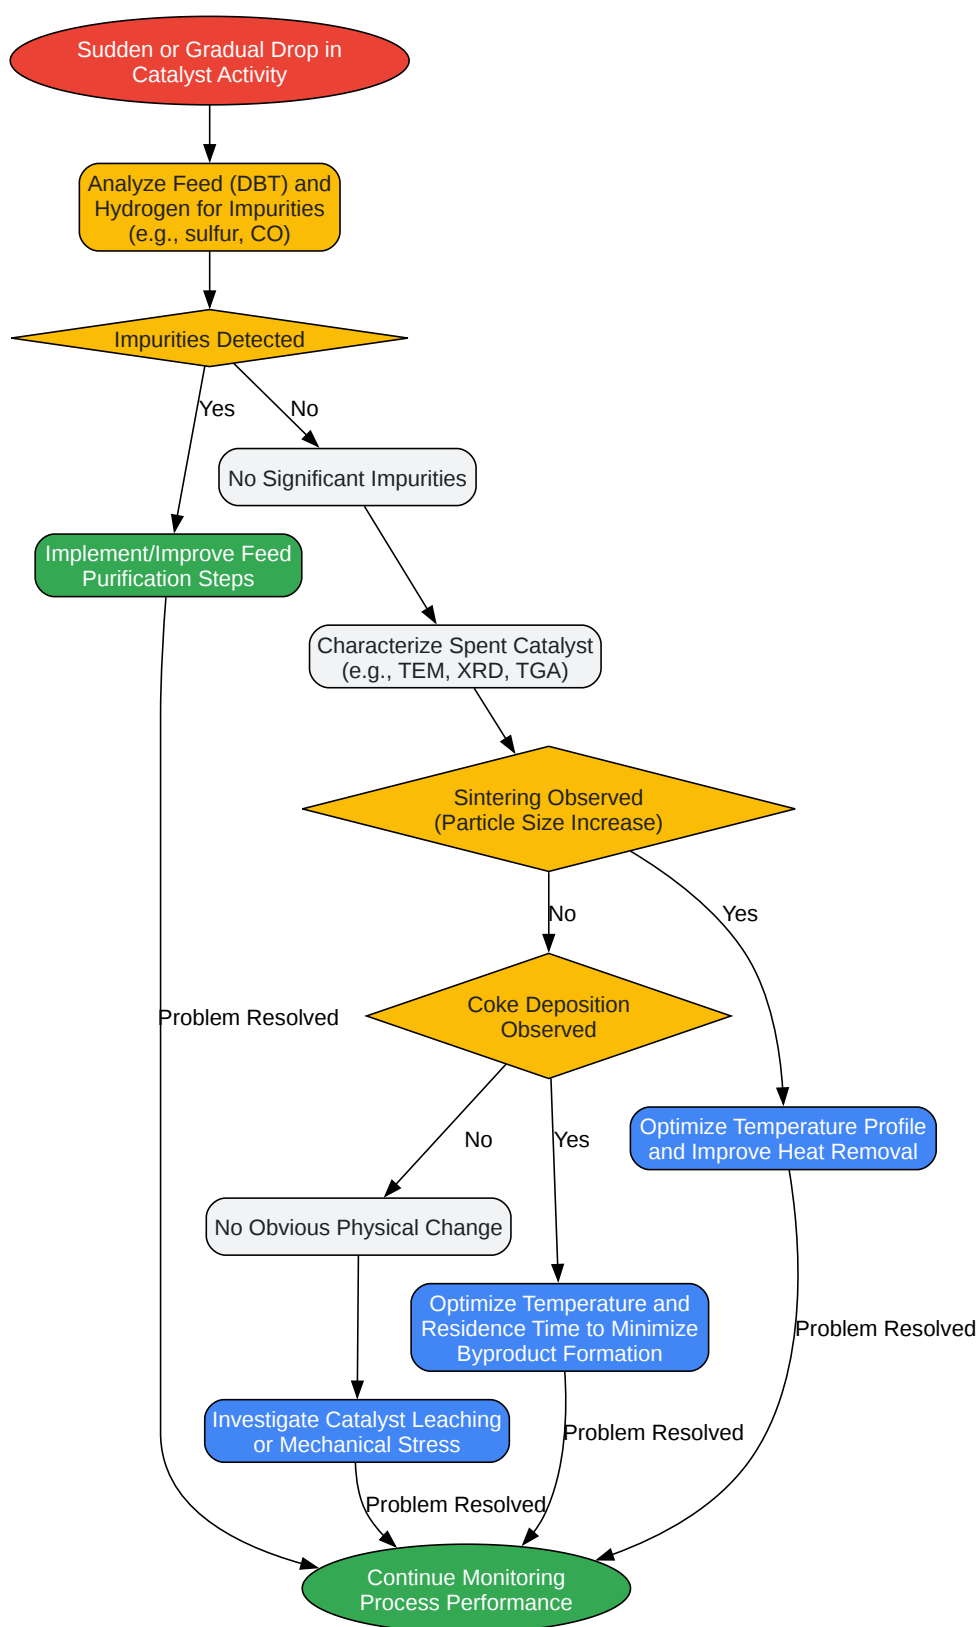 Sudden or Gradual Drop in
Catalyst Activity
Analyze Feed (DBT) and
Hydrogen for Impurities
(e.g., sulfur, CO)
Impurities Detected
Yes
No
No Significant Impurities
Implement/Improve Feed
Purification Steps
Characterize Spent Catalyst
(e.g., TEM, XRD, TGA)
Sintering Observed
(Particle Size Increase)
No
Yes
Coke Deposition
Observed
Problem Resolved
Optimize Temperature Profile
and Improve Heat Removal
No
Yes
No Obvious Physical Change
Optimize Temperature and
Residence Time to Minimize
Byproduct Formation
Problem Resolved
Investigate Catalyst Leaching
or Mechanical Stress
Problem Resolved
Problem Resolved
Continue Monitoring
Process Performance